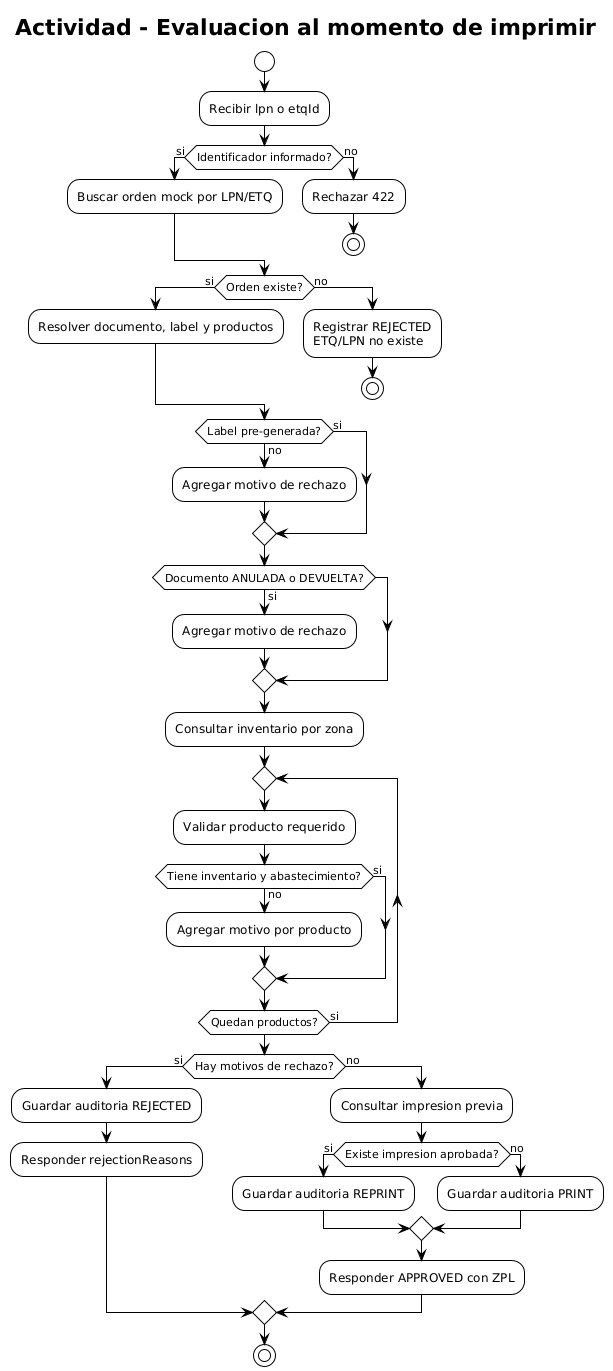 Actividad - Evaluacion al momento de imprimir
Recibir lpn o etqId
si
Identificador informado?
no
Buscar orden mock por LPN/ETQ
Rechazar 422
si
Orden existe?
no
Resolver documento, label y productos
Registrar REJECTED
ETQ/LPN no existe
Label pre-generada?
si
no
Agregar motivo de rechazo
Documento ANULADA o DEVUELTA?
si
Agregar motivo de rechazo
Consultar inventario por zona
Validar producto requerido
Tiene inventario y abastecimiento?
si
no
Agregar motivo por producto
Quedan productos?
si
si
Hay motivos de rechazo?
no
Guardar auditoria REJECTED
Consultar impresion previa
Responder rejectionReasons
si
Existe impresion aprobada?
no
Guardar auditoria REPRINT
Guardar auditoria PRINT
Responder APPROVED con ZPL